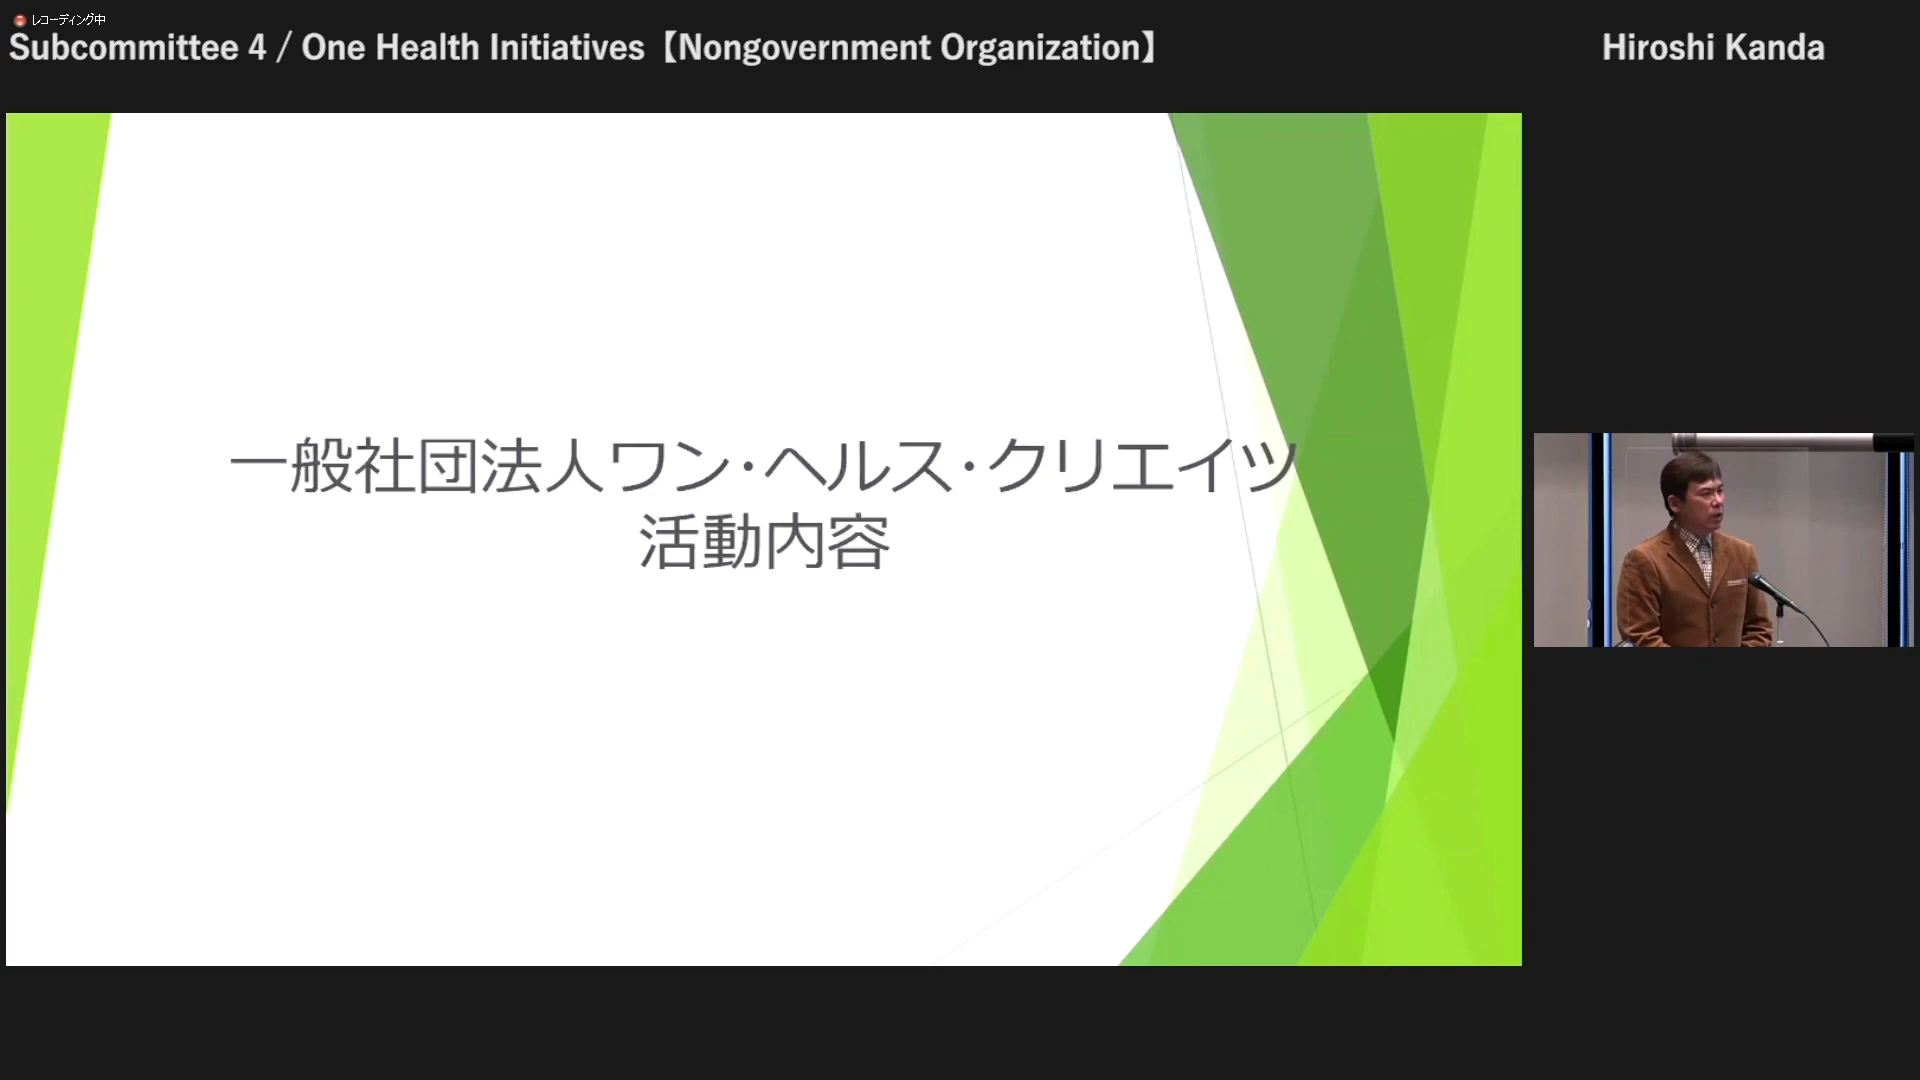 レコーディング中
Subcommittee 4 / One Health Initiatives【Nongovernment Organization】
Hiroshi Kanda
一般社団法人ワン・ヘルス・クリエイツ
活動内容